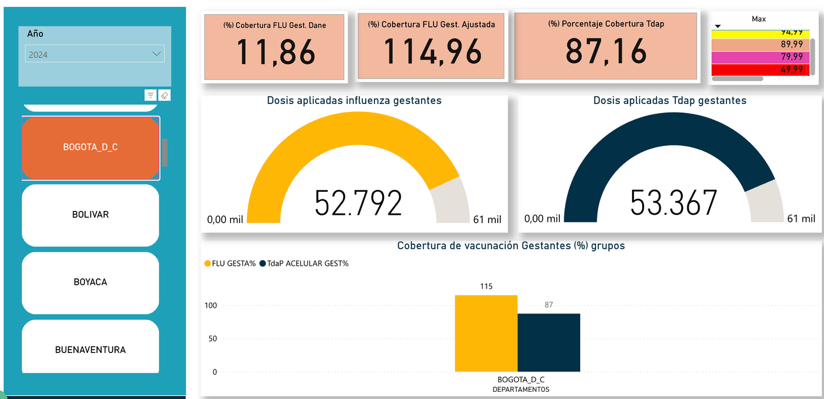 Año
2024
BOGOTA_D_C
BOLIVAR
BOYACA
BUENAVENTURA
(%) Cobertura FLU Gest. Dane
11,86
(%) Cobertura FLU Gest. Ajustada
114,96
(%) Porcentaje Cobertura Tdap
87,16
Max
94,99
89,99
79,99
49,99
Dosis aplicadas influenza gestantes
52.792
0,00 mil
61 mil
Dosis aplicadas Tdap gestantes
53.367
0,00 mil
61 mil
Cobertura de vacunación Gestantes (%) grupos
FLU GESTA% TdaP ACELULAR GEST%
115
87
100
50
0
BOGOTA_D_C
DEPARTAMENTOS